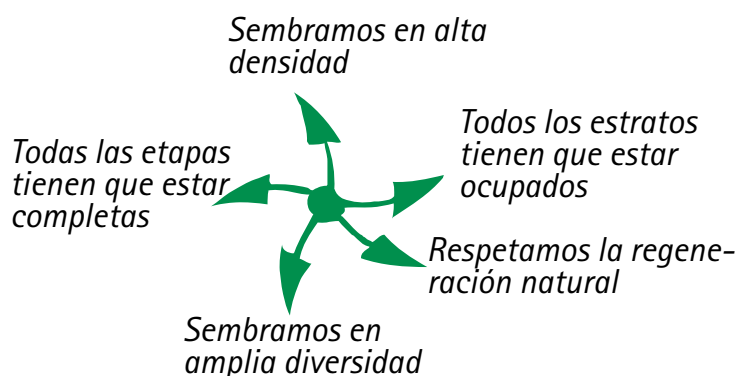 Sembramos en alta
densidad
Todos los estratos
tienen que estar
ocupados
Todas las etapas
tienen que estar
completas
Respetamos la regene-
ración natural
Sembramos en
amplia diversidad